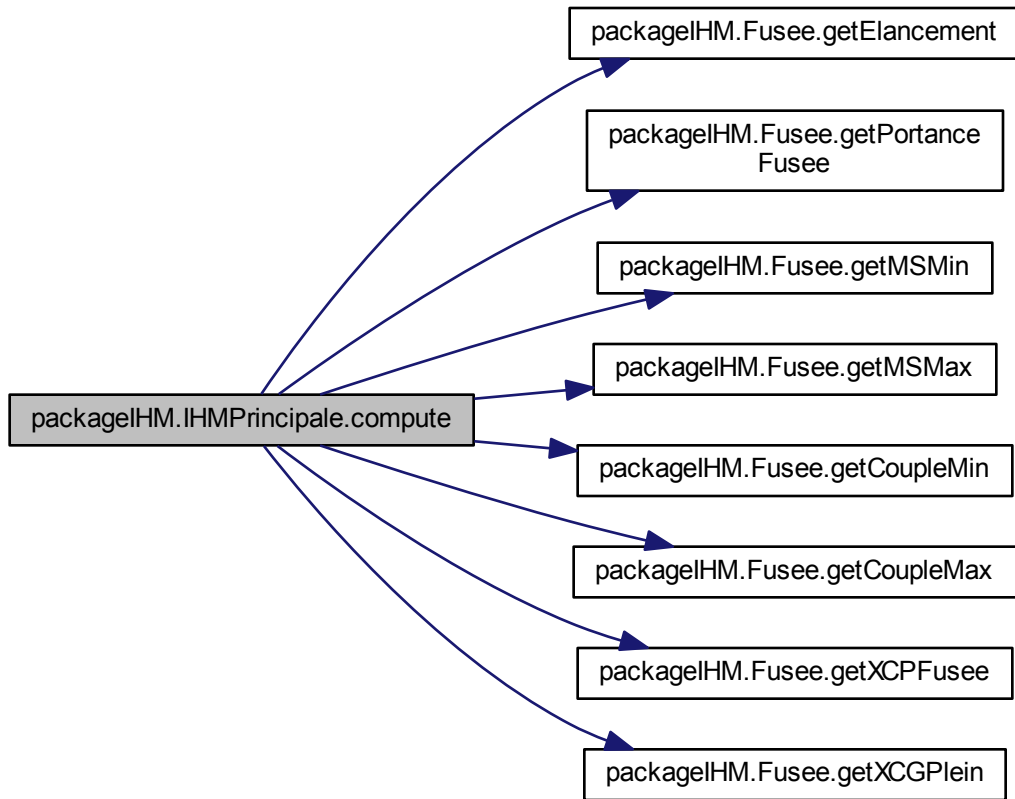 packageIHM.Fusee.getElancement
packageIHM.Fusee.getPortance
Fusee
packageIHM.Fusee.getMSMin
packageIHM.Fusee.getMSMax
packageIHM.IHMPrincipale.compute
packageIHM.Fusee.getCoupleMin
packageIHM.Fusee.getCoupleMax
packageIHM.Fusee.getXCPFusee
packageIHM.Fusee.getXCGPlein